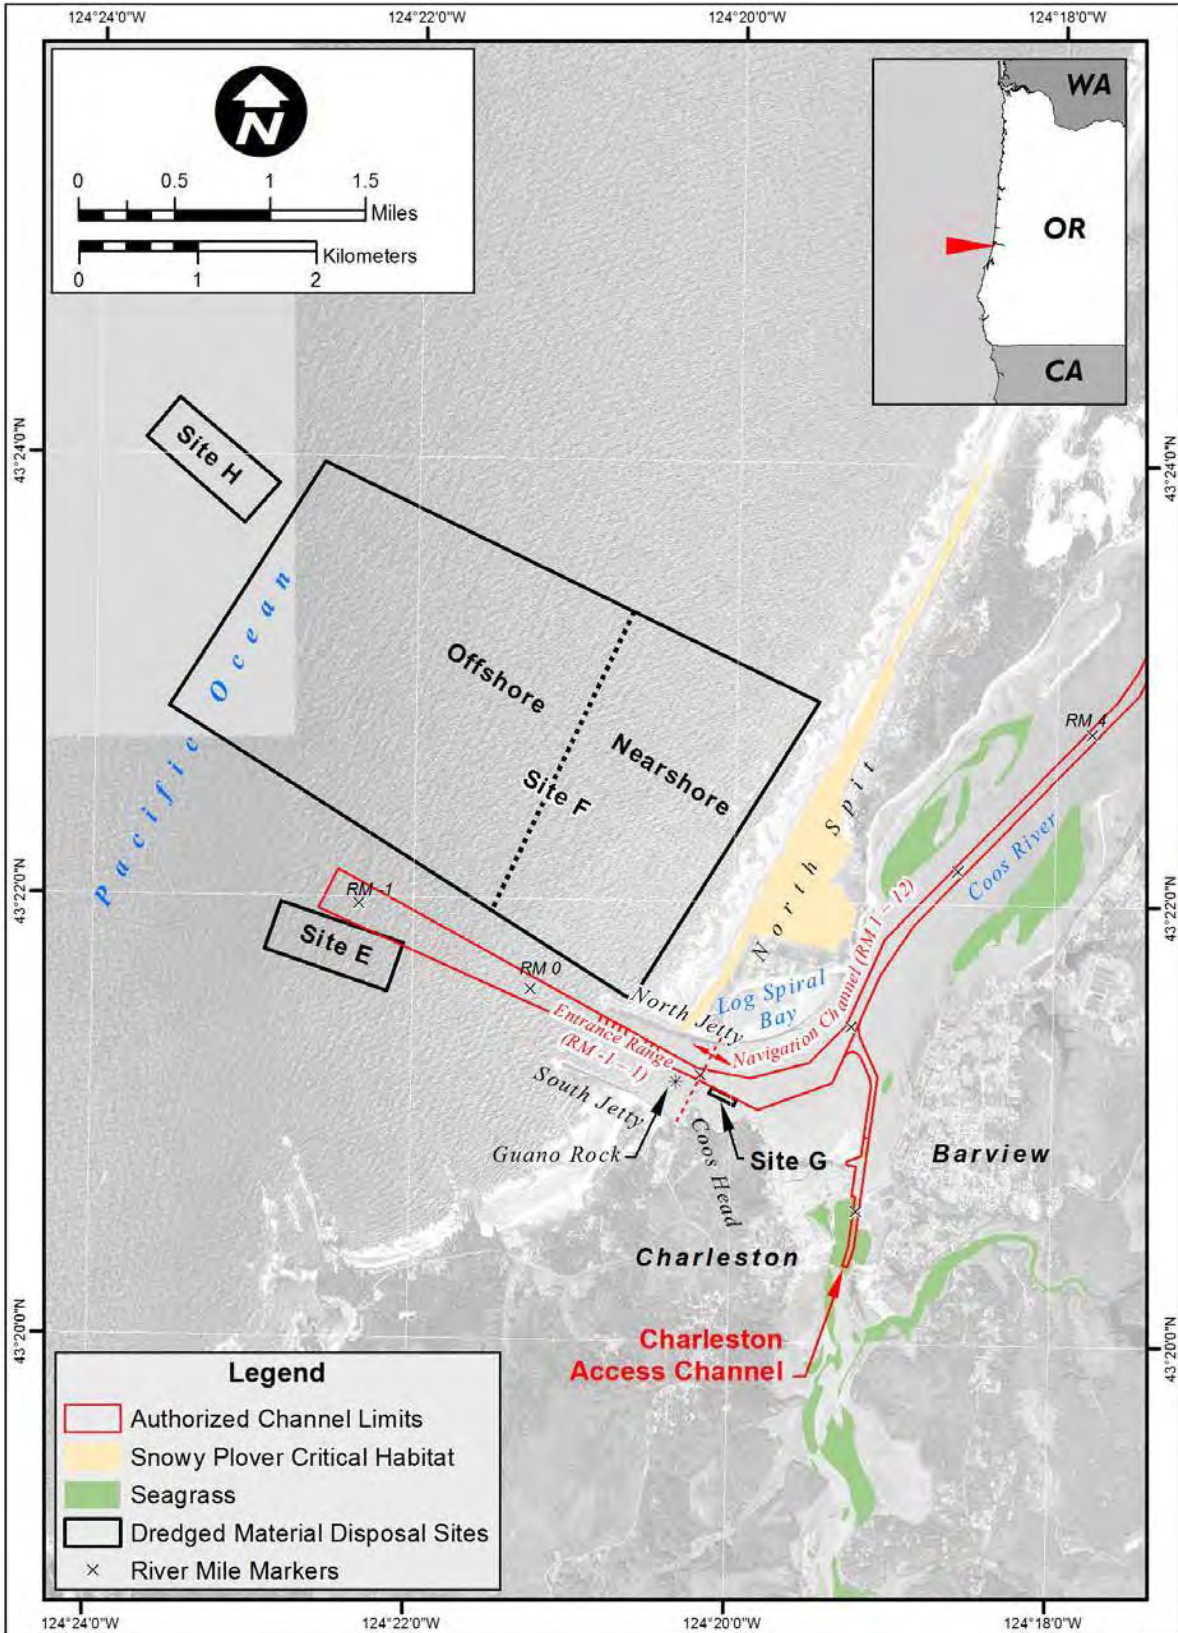 124°24'0"W
124°22'0"W
124°20'0"W
124°18'0"W
N
0
0.5
1
1.5
Miles
Kilometers
0
1
2
WA
OR
CA
43°24'0"N
43°24'0"N
Site H
Pacific Ocean
Offshore
Nearshore
Site F
North Spit
RM 4
Coos River
43°22'0"N
43°22'0"N
RM -1
Site E
RM 0
North Jetty
Log Spiral
Bay
Navigation Channel (RM 1 – 12)
Entrance Range
(RM -1 – 1)
South Jetty
Guano Rock
Coos Head
Site G
Barview
Charleston
43°20'0"N
43°20'0"N
Charleston
Access Channel
Legend
Authorized Channel Limits
Snowy Plover Critical Habitat
Seagrass
Dredged Material Disposal Sites
River Mile Markers
124°24'0"W
124°22'0"W
124°20'0"W
124°18'0"W